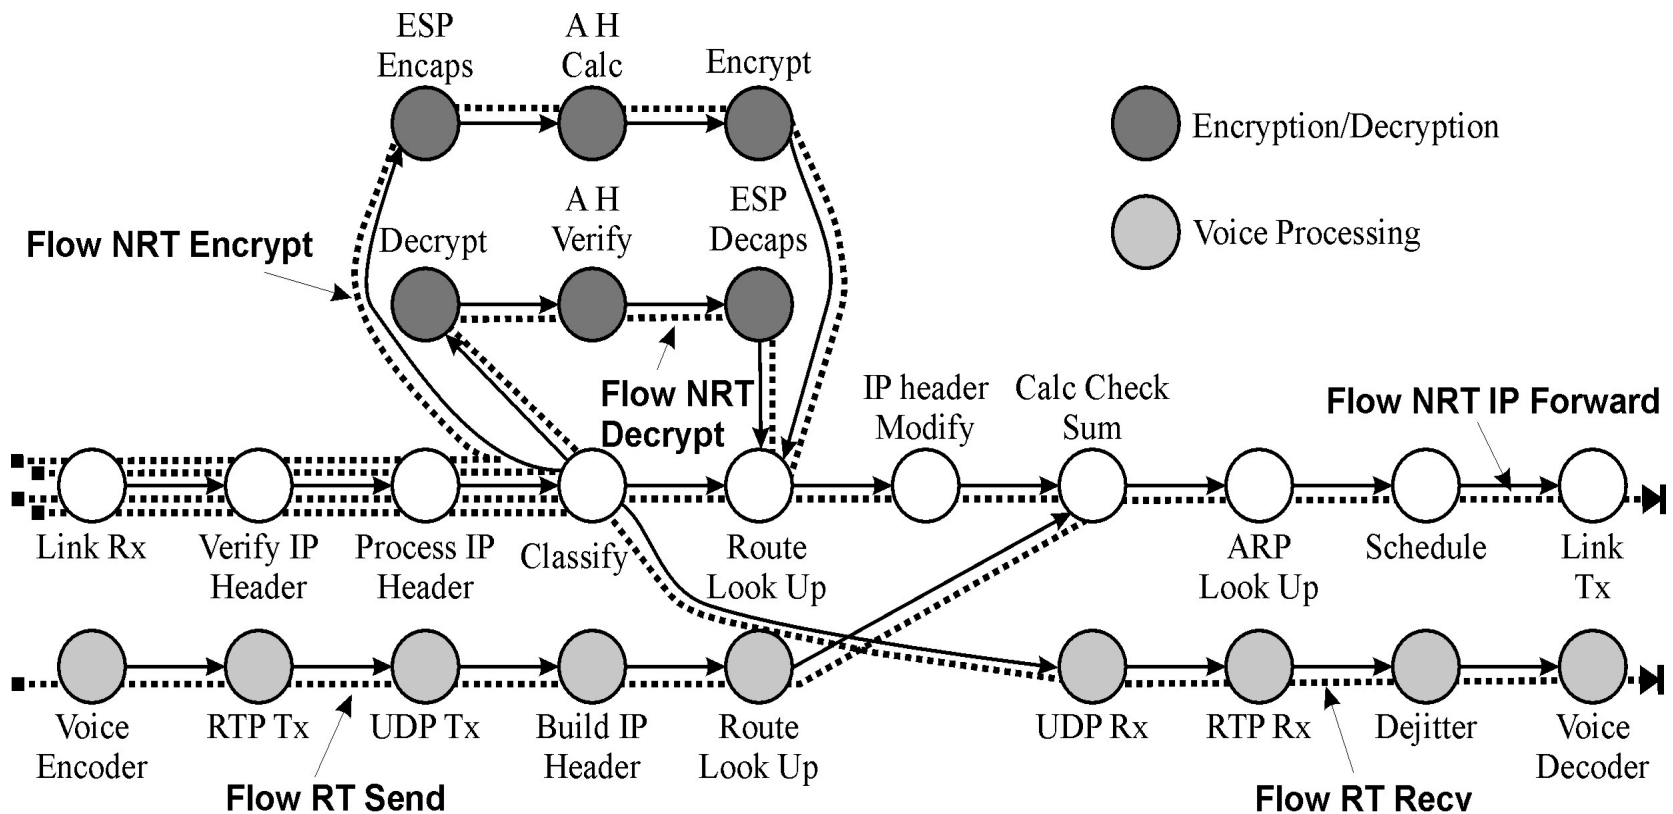 ESP
Encaps
A H
Calc
Encrypt
Encryption/Decryption
Decrypt
A H
Verify
ESP
Decaps
Voice Processing
Flow NRT Encrypt
Flow NRT
Decrypt
IP header
Modify
Calc Check
Sum
Flow NRT IP Forward
Link Rx
Verify IP
Header
Process IP
Header
Classify
Route
Look Up
ARP
Look Up
Schedule
Link
Tx
Voice
Encoder
RTP Tx
UDP Tx
Build IP
Header
Route
Look Up
UDP Rx
RTP Rx
Dejitter
Voice
Decoder
Flow RT Send
Flow RT Recv